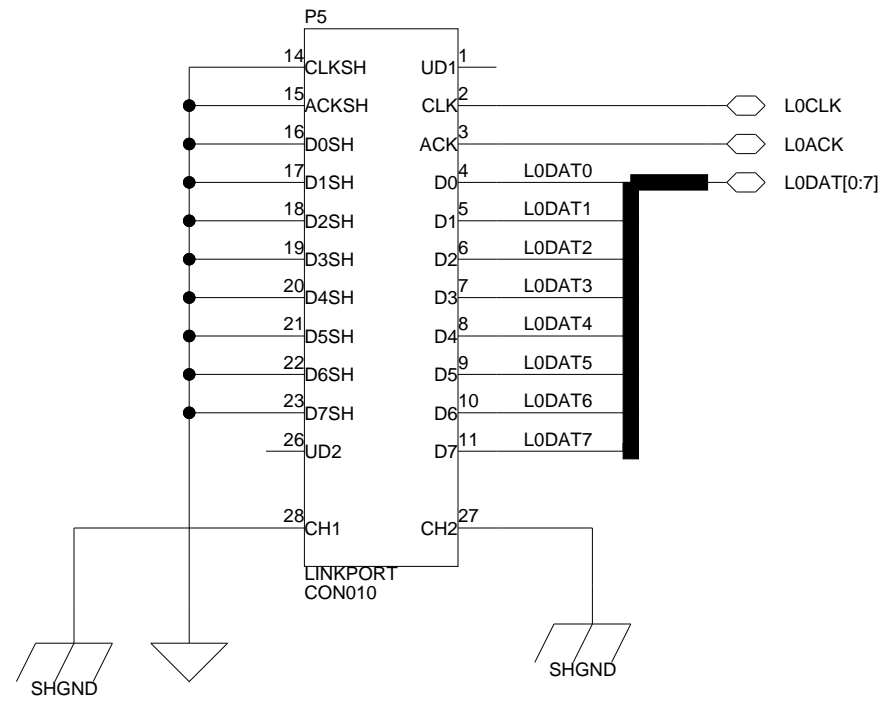 P5
14 CLKSH UD1 1
15 ACKSH CLK 2 L0CLK
16 D0SH ACK 3 L0ACK
17 D1SH D0 4 L0DAT0 L0DAT[0:7]
18 D2SH D1 5 L0DAT1
19 D3SH D2 6 L0DAT2
20 D4SH D3 7 L0DAT3
21 D5SH D4 8 L0DAT4
22 D6SH D5 9 L0DAT5
23 D7SH D6 10 L0DAT6
26 UD2 D7 11 L0DAT7
28 CH1 CH2 27
LINKPORT
CON010
SHGND
SHGND